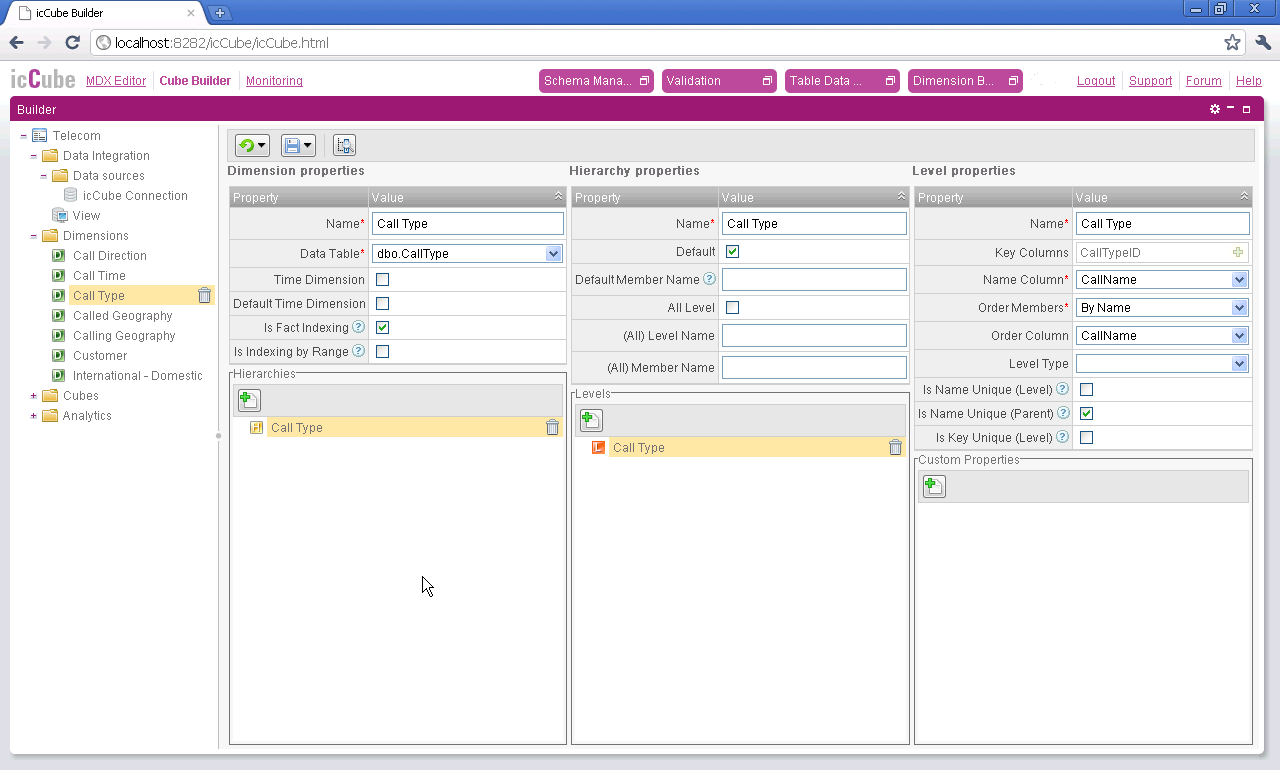 icCube Builder
localhost:8282/icCube/icCube.html
icCube MDX Editor Cube Builder Monitoring Schema Mana... Validation Table Data ... Dimension B... Logout Support Forum Help
Builder
Telecom
Data Integration
Data sources
icCube Connection
View
Dimensions
Call Direction
Call Time
Call Type
Called Geography
Calling Geography
Customer
International - Domestic
Cubes
Analytics
Dimension properties
Property Value
Name* Call Type
Data Table* dbo.CallType
Time Dimension
Default Time Dimension
Is Fact Indexing ?
Is Indexing by Range ?
Hierarchies
H Call Type
Hierarchy properties
Property Value
Name* Call Type
Default
Default Member Name ?
All Level
(All) Level Name
(All) Member Name
Levels
L Call Type
Level properties
Property Value
Name* Call Type
Key Columns CallTypeID
Name Column* CallName
Order Members* By Name
Order Column CallName
Level Type
Is Name Unique (Level) ?
Is Name Unique (Parent) ?
Is Key Unique (Level) ?
Custom Properties